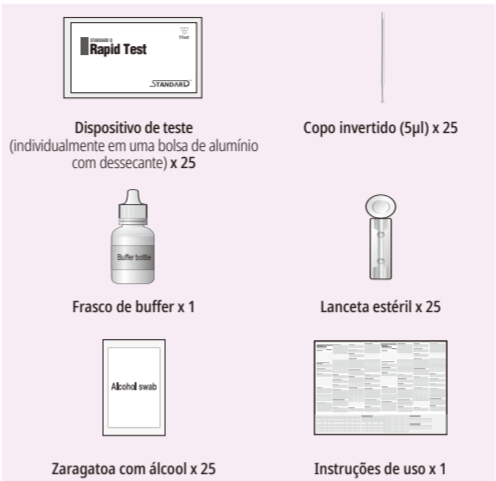 STANDARD Q
Rapid Test
1 Test
STANDARD
Dispositivo de teste
(individualmente em uma bolsa de alumínio
com dessecante) x 25
Copo invertido (5μl) x 25
Buffer bottle
Frasco de buffer x 1
Lanceta estéril x 25
Alcohol swab
Zaragatoa com álcool x 25
Instruções de uso x 1